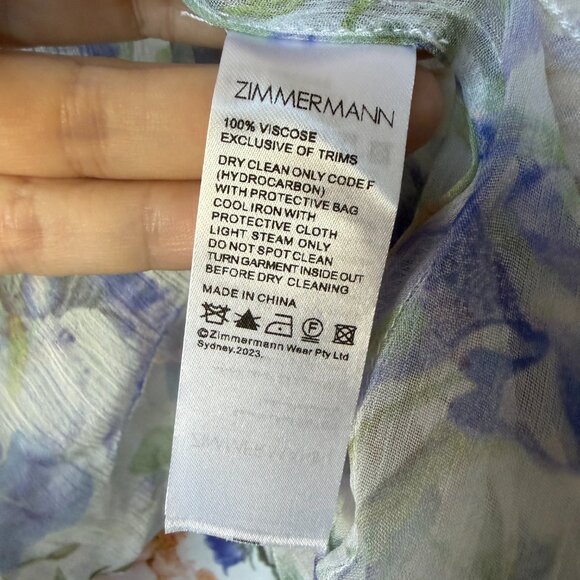 ZIMMERMANN
100% VISCOSE
EXCLUSIVE OF TRIMS
DRY CLEAN ONLY CODE F
(HYDROCARBON)
WITH PROTECTIVE BAG
COOL IRON WITH
PROTECTIVE CLOTH
LIGHT STEAM ONLY
DO NOT SPOT CLEAN
TURN GARMENT INSIDE OUT
BEFORE DRY CLEANING
MADE IN CHINA
F
©Zimmermann Wear Pty Ltd
Sydney.2023.
ZIMMERMANN